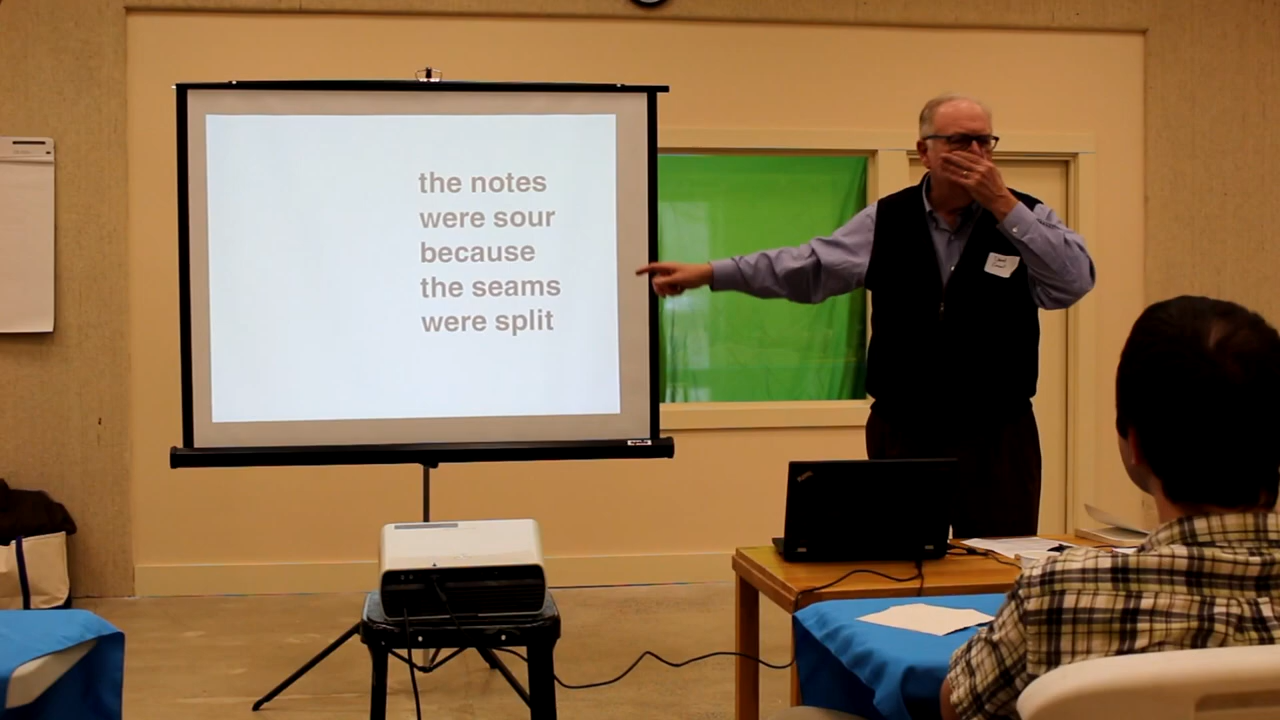 the notes
were sour
because
the seams
were split